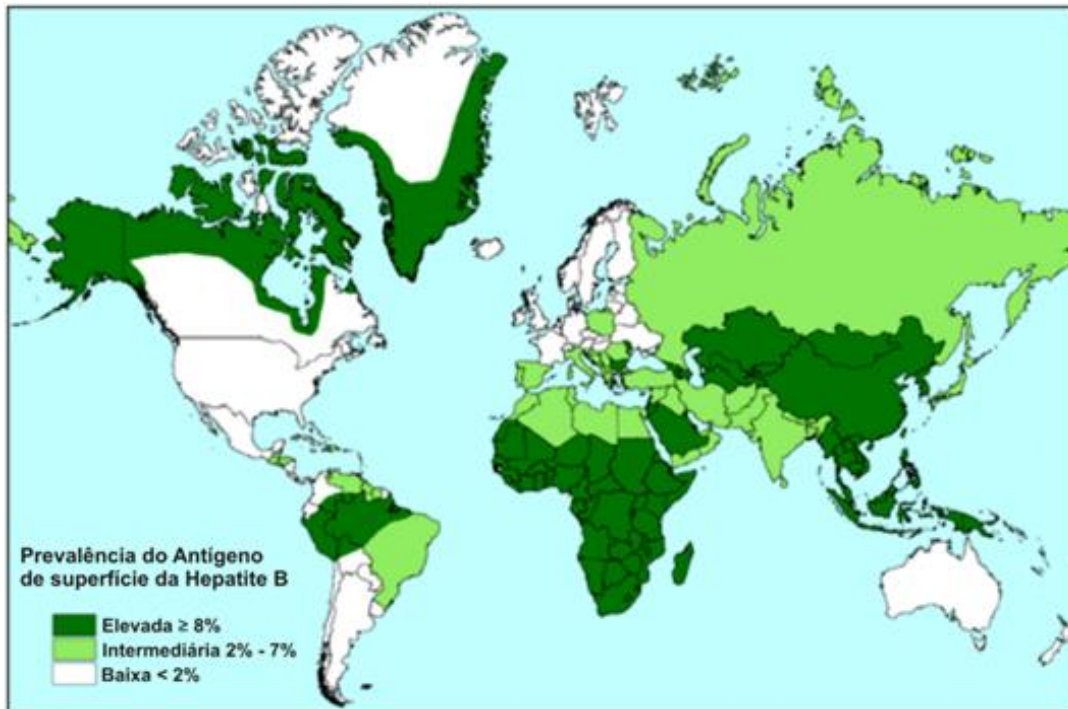 Prevalência do Antígeno
de superfície da Hepatite B
Elevada ≥ 8%
Intermediária 2% - 7%
Baixa < 2%